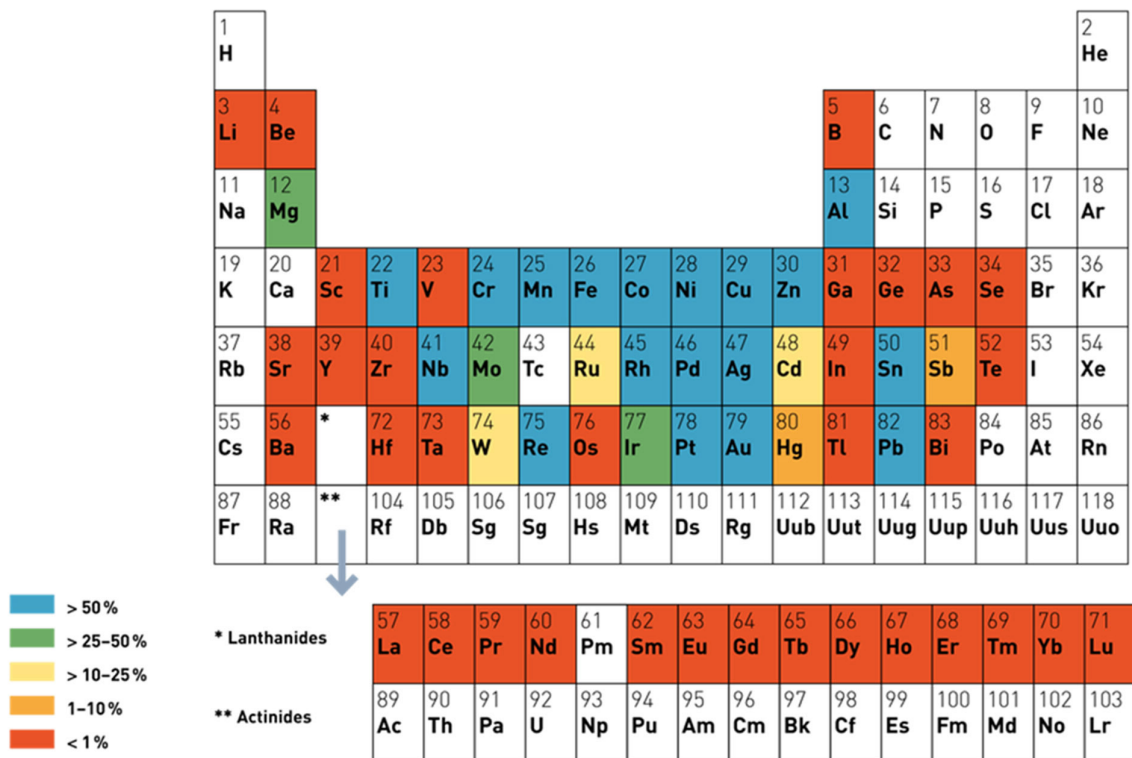 1 2
H He
3 4 5 6 7 8 9 10
Li Be B C N O F Ne
11 12 13 14 15 16 17 18
Na Mg Al Si P S Cl Ar
19 20 21 22 23 24 25 26 27 28 29 30 31 32 33 34 35 36
K Ca Sc Ti V Cr Mn Fe Co Ni Cu Zn Ga Ge As Se Br Kr
37 38 39 40 41 42 43 44 45 46 47 48 49 50 51 52 53 54
Rb Sr Y Zr Nb Mo Tc Ru Rh Pd Ag Cd In Sn Sb Te I Xe
55 56 * 72 73 74 75 76 77 78 79 80 81 82 83 84 85 86
Cs Ba Hf Ta W Re Os Ir Pt Au Hg Tl Pb Bi Po At Rn
87 88 ** 104 105 106 107 108 109 110 111 112 113 114 115 116 117 118
Fr Ra Rf Db Sg Sg Hs Mt Ds Rg Uub Uut Uug Uup Uuh Uus Uuo
> 50 %
> 25–50 %
> 10–25 %
1–10 %
< 1 %
* Lanthanides
57 58 59 60 61 62 63 64 65 66 67 68 69 70 71
La Ce Pr Nd Pm Sm Eu Gd Tb Dy Ho Er Tm Yb Lu
** Actinides
89 90 91 92 93 94 95 96 97 98 99 100 101 102 103
Ac Th Pa U Np Pu Am Cm Bk Cf Es Fm Md No Lr